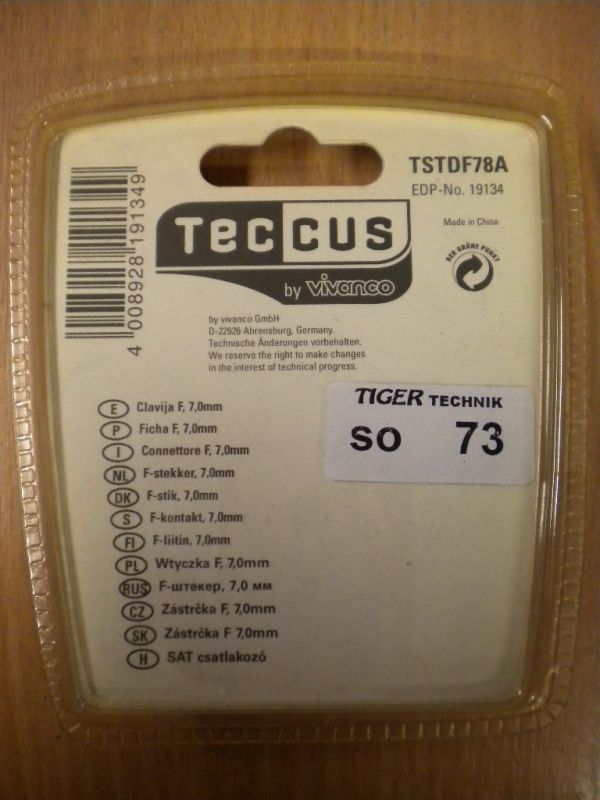 TSTDF78A
EDP-No. 19134
Made in China
4 008928 191349
TECCUS
by vivanco
DER GRÜNE PUNKT
by vivanco GmbH
D-22926 Ahrensburg, Germany.
Technische Änderungen vorbehalten.
We reserve the right to make changes
in the interest of technical progress.
TIGER TECHNIK
SO 73
E Clavija F, 7,0mm
P Ficha F, 7,0mm
I Connettore F, 7,0mm
NL F-stekker, 7,0mm
DK F-stik, 7,0mm
S F-kontakt, 7,0mm
FI F-liitin, 7,0mm
PL Wtyczka F, 7,0mm
RUS F-штекер, 7,0 мм
CZ Zástrčka F, 7,0mm
SK Zástrčka F 7,0mm
H SAT csatlakozó